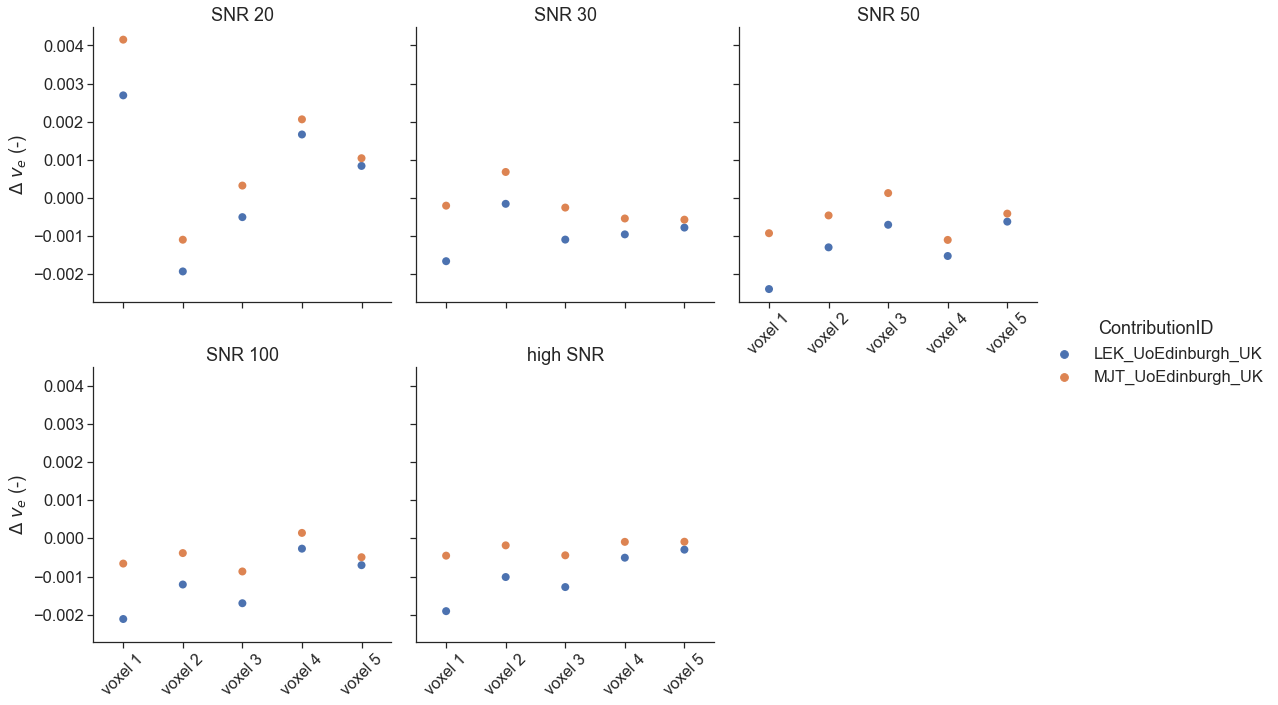 SNR 20
SNR 30
SNR 50
0.004
0.003
0.002
0.001
0.000
−0.001
−0.002
Δ vₑ (-)
voxel 1
voxel 2
voxel 3
voxel 4
voxel 5
ContributionID
LEK_UoEdinburgh_UK
MJT_UoEdinburgh_UK
SNR 100
high SNR
0.004
0.003
0.002
0.001
0.000
−0.001
−0.002
Δ vₑ (-)
voxel 1
voxel 2
voxel 3
voxel 4
voxel 5
voxel 1
voxel 2
voxel 3
voxel 4
voxel 5